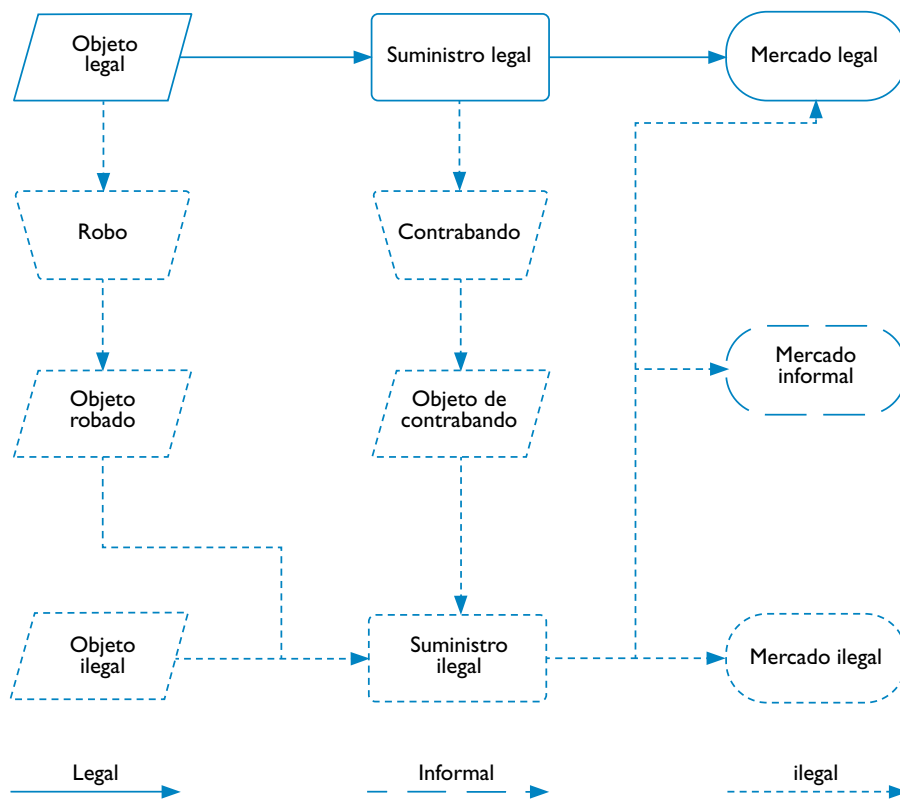 Objeto
legal
Suministro legal
Mercado legal
Robo
Contrabando
Mercado
informal
Objeto
robado
Objeto de
contrabando
Objeto
ilegal
Suministro
ilegal
Mercado ilegal
Legal
Informal
ilegal